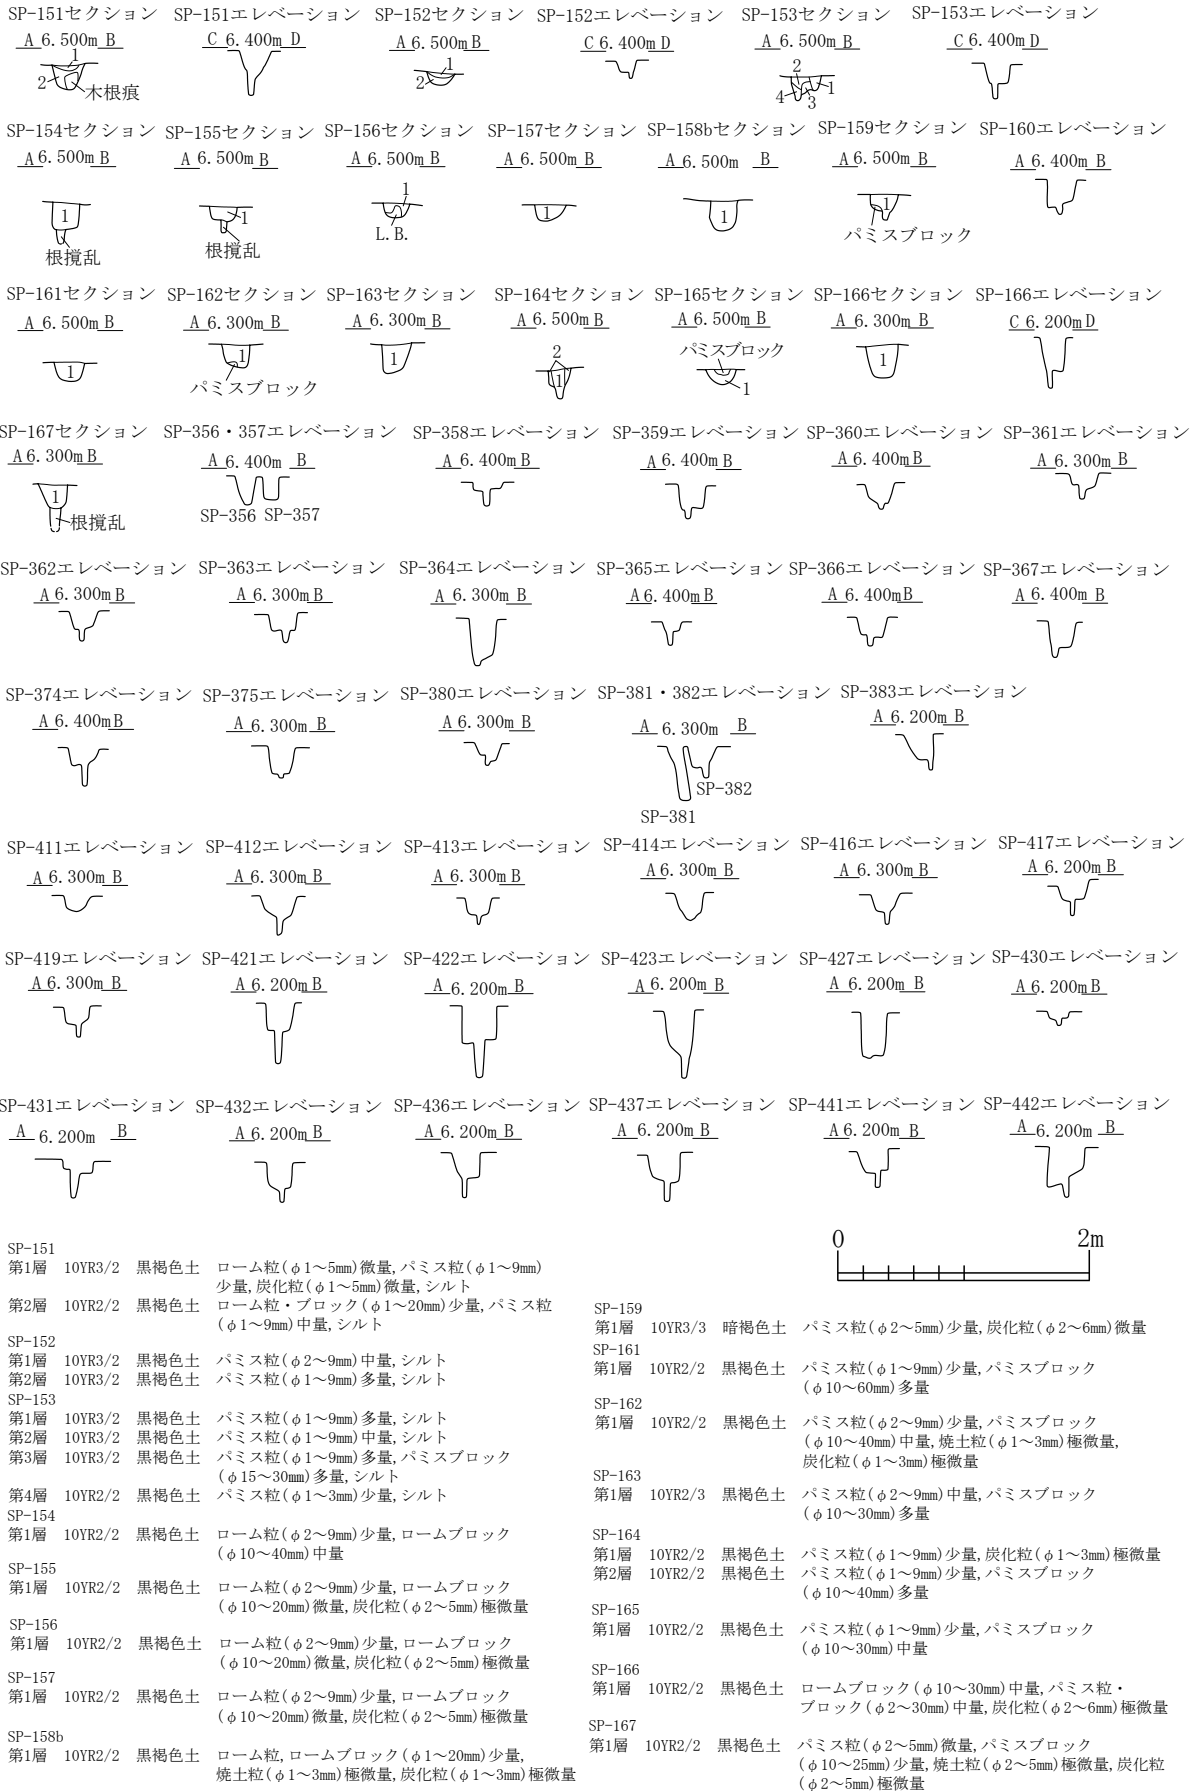 SP-151セクション SP-151エレベーション SP-152セクション SP-152エレベーション SP-153セクション SP-153エレベーション
A 6.500m B C 6.400m D A 6.500m B C 6.400m D A 6.500m B C 6.400m D
1 2 木根痕 1 2 2 1 4 3
SP-154セクション SP-155セクション SP-156セクション SP-157セクション SP-158bセクション SP-159セクション SP-160エレベーション
A 6.500m B A 6.500m B A 6.500m B A 6.500m B A 6.500m B A 6.500m B A 6.400m B
1 1 1 1 1 1
根撹乱 根撹乱 L.B. パミスブロック
SP-161セクション SP-162セクション SP-163セクション SP-164セクション SP-165セクション SP-166セクション SP-166エレベーション
A 6.500m B A 6.300m B A 6.300m B A 6.500m B A 6.500m B A 6.300m B C 6.200m D
1 1 1 2 1 パミスブロック 1 1
パミスブロック
SP-167セクション SP-356・357エレベーション SP-358エレベーション SP-359エレベーション SP-360エレベーション SP-361エレベーション
A 6.300m B A 6.400m B A 6.400m B A 6.400m B A 6.400m B A 6.300m B
1 根撹乱 SP-356 SP-357
SP-362エレベーション SP-363エレベーション SP-364エレベーション SP-365エレベーション SP-366エレベーション SP-367エレベーション
A 6.300m B A 6.300m B A 6.300m B A 6.400m B A 6.400m B A 6.400m B
SP-374エレベーション SP-375エレベーション SP-380エレベーション SP-381・382エレベーション SP-383エレベーション
A 6.400m B A 6.300m B A 6.300m B A 6.300m B A 6.200m B
SP-382
SP-381
SP-411エレベーション SP-412エレベーション SP-413エレベーション SP-414エレベーション SP-416エレベーション SP-417エレベーション
A 6.300m B A 6.300m B A 6.300m B A 6.300m B A 6.300m B A 6.200m B
SP-419エレベーション SP-421エレベーション SP-422エレベーション SP-423エレベーション SP-427エレベーション SP-430エレベーション
A 6.300m B A 6.200m B A 6.200m B A 6.200m B A 6.200m B A 6.200m B
SP-431エレベーション SP-432エレベーション SP-436エレベーション SP-437エレベーション SP-441エレベーション SP-442エレベーション
A 6.200m B A 6.200m B A 6.200m B A 6.200m B A 6.200m B A 6.200m B
0 2m
SP-151
第1層 10YR3/2 黒褐色土 ローム粒(φ1～5mm)微量,パミス粒(φ1～9mm)
少量,炭化粒(φ1～5mm)微量,シルト
第2層 10YR2/2 黒褐色土 ローム粒・ブロック(φ1～20mm)少量,パミス粒
(φ1～9mm)中量,シルト
SP-152
第1層 10YR3/2 黒褐色土 パミス粒(φ2～9mm)中量,シルト
第2層 10YR3/2 黒褐色土 パミス粒(φ1～9mm)多量,シルト
SP-153
第1層 10YR3/2 黒褐色土 パミス粒(φ1～9mm)多量,シルト
第2層 10YR3/2 黒褐色土 パミス粒(φ1～9mm)中量,シルト
第3層 10YR3/2 黒褐色土 パミス粒(φ1～9mm)多量,パミスブロック
(φ15～30mm)多量,シルト
第4層 10YR2/2 黒褐色土 パミス粒(φ1～3mm)少量,シルト
SP-154
第1層 10YR2/2 黒褐色土 ローム粒(φ2～9mm)少量,ロームブロック
(φ10～40mm)中量
SP-155
第1層 10YR2/2 黒褐色土 ローム粒(φ2～9mm)少量,ロームブロック
(φ10～20mm)微量,炭化粒(φ2～5mm)極微量
SP-156
第1層 10YR2/2 黒褐色土 ローム粒(φ2～9mm)少量,ロームブロック
(φ10～20mm)微量,炭化粒(φ2～5mm)極微量
SP-157
第1層 10YR2/2 黒褐色土 ローム粒(φ2～9mm)少量,ロームブロック
(φ10～20mm)微量,炭化粒(φ2～5mm)極微量
SP-158b
第1層 10YR2/2 黒褐色土 ローム粒,ロームブロック(φ1～20mm)少量,
焼土粒(φ1～3mm)極微量,炭化粒(φ1～3mm)極微量
SP-159
第1層 10YR3/3 暗褐色土 パミス粒(φ2～5mm)少量,炭化粒(φ2～6mm)微量
SP-161
第1層 10YR2/2 黒褐色土 パミス粒(φ1～9mm)少量,パミスブロック
(φ10～60mm)多量
SP-162
第1層 10YR2/2 黒褐色土 パミス粒(φ2～9mm)少量,パミスブロック
(φ10～40mm)中量,焼土粒(φ1～3mm)極微量,
炭化粒(φ1～3mm)極微量
SP-163
第1層 10YR2/3 黒褐色土 パミス粒(φ2～9mm)中量,パミスブロック
(φ10～30mm)多量
SP-164
第1層 10YR2/2 黒褐色土 パミス粒(φ1～9mm)少量,炭化粒(φ1～3mm)極微量
第2層 10YR2/2 黒褐色土 パミス粒(φ1～9mm)少量,パミスブロック
(φ10～40mm)多量
SP-165
第1層 10YR2/2 黒褐色土 パミス粒(φ1～9mm)少量,パミスブロック
(φ10～30mm)中量
SP-166
第1層 10YR2/2 黒褐色土 ロームブロック(φ10～30mm)中量,パミス粒・
ブロック(φ2～30mm)中量,炭化粒(φ2～6mm)極微量
SP-167
第1層 10YR2/2 黒褐色土 パミス粒(φ2～5mm)微量,パミスブロック
(φ10～25mm)少量,焼土粒(φ2～5mm)極微量,炭化粒
(φ2～5mm)極微量